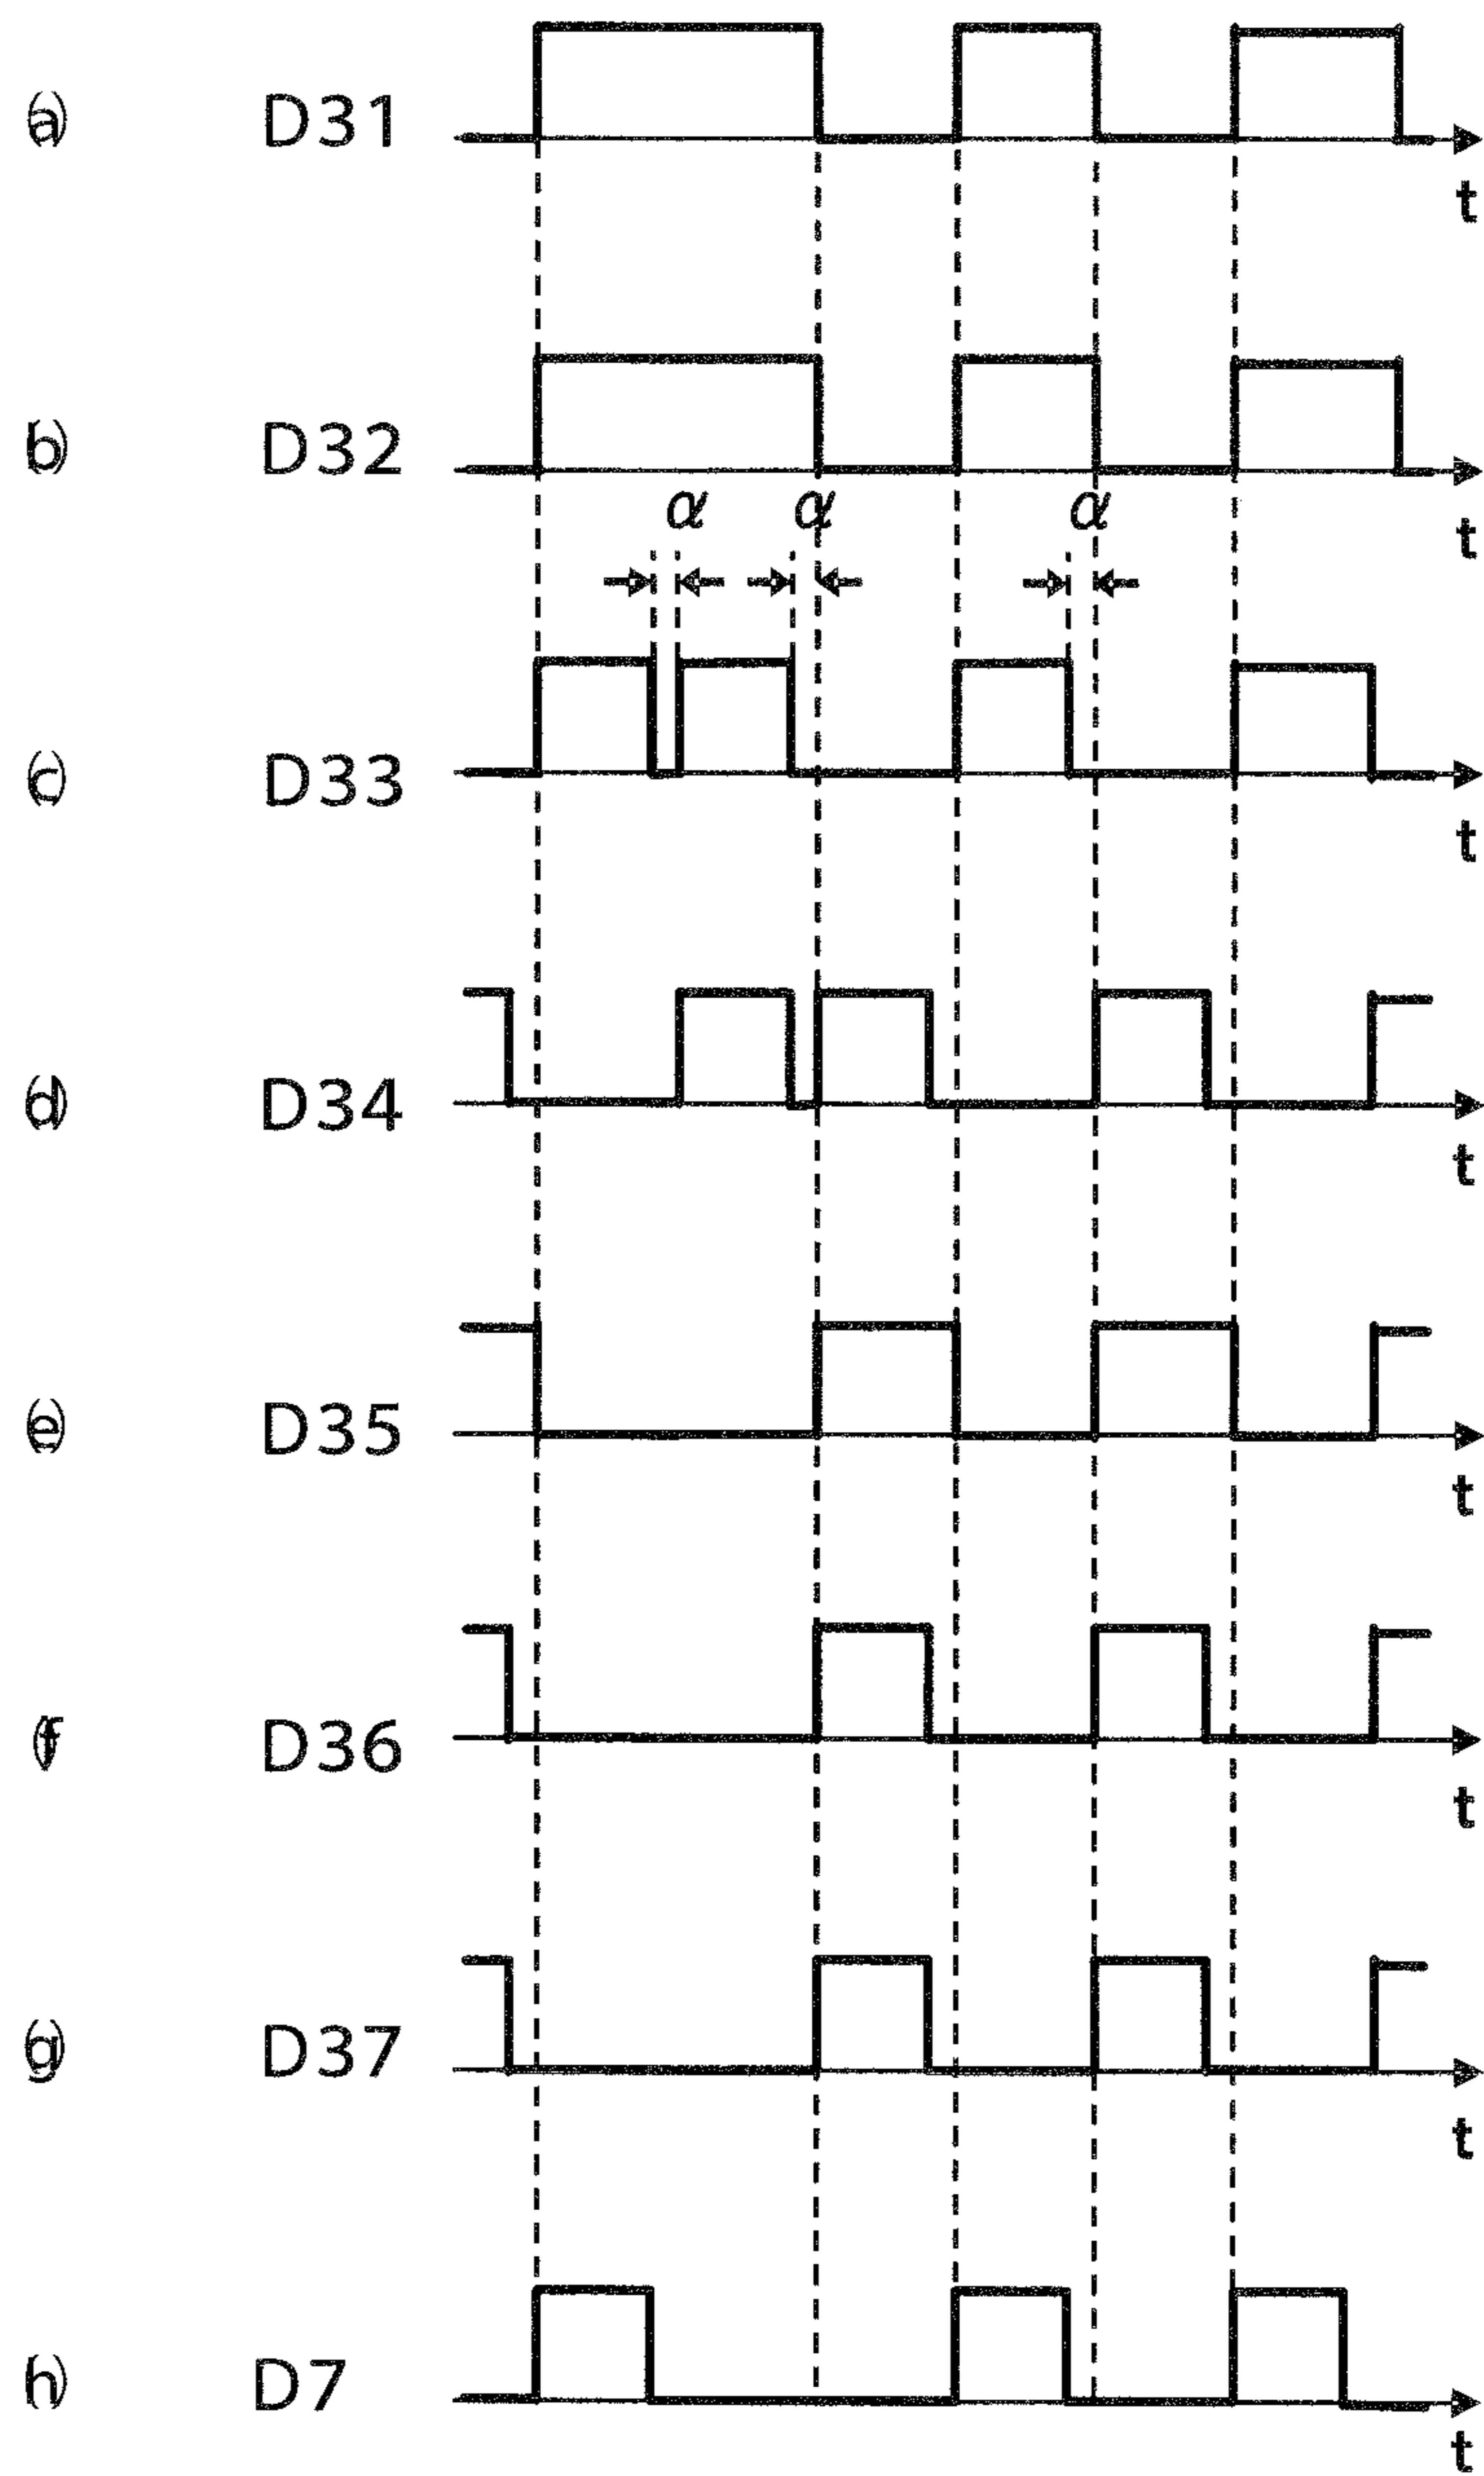 (a) D31
t
(b) D32
t
α α α
(c) D33
t
(d) D34
t
(e) D35
t
(f) D36
t
(g) D37
t
(h) D7
t